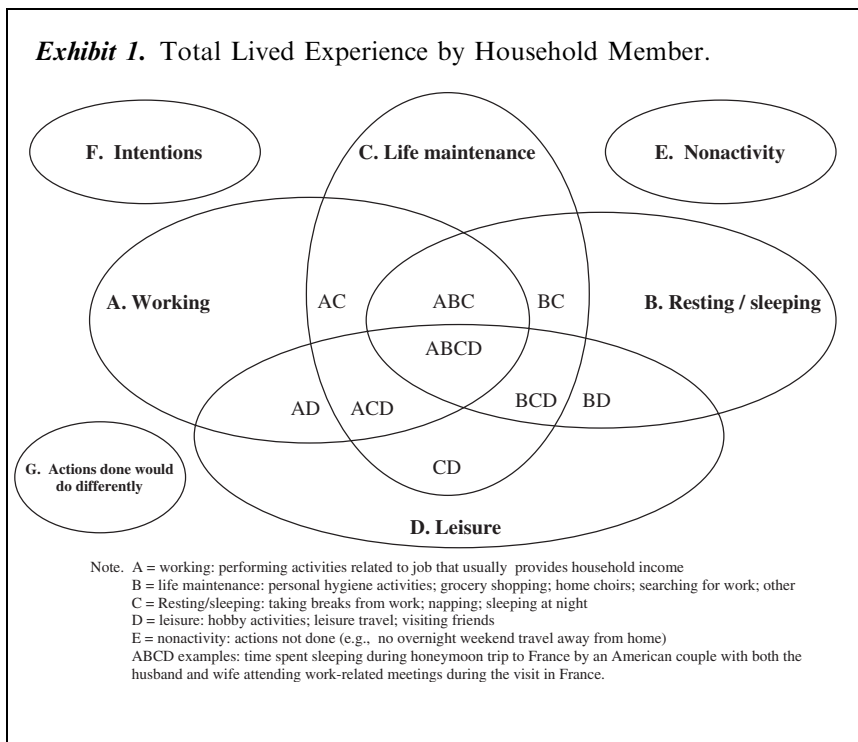 Exhibit 1. Total Lived Experience by Household Member.
F. Intentions
C. Life maintenance
E. Nonactivity
A. Working
AC
ABC
BC
B. Resting / sleeping
ABCD
AD
ACD
BCD
BD
G. Actions done would
do differently
CD
D. Leisure
Note. A = working: performing activities related to job that usually provides household income
B = life maintenance: personal hygiene activities; grocery shopping; home choirs; searching for work; other
C = Resting/sleeping: taking breaks from work; napping; sleeping at night
D = leisure: hobby activities; leisure travel; visiting friends
E = nonactivity: actions not done (e.g., no overnight weekend travel away from home)
ABCD examples: time spent sleeping during honeymoon trip to France by an American couple with both the
husband and wife attending work-related meetings during the visit in France.